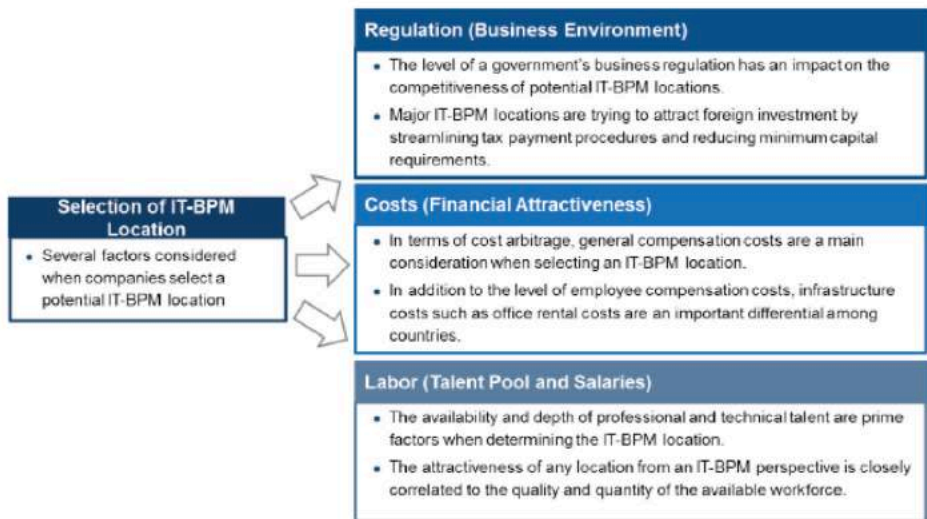 Regulation (Business Environment)
• The level of a government's business regulation has an impact on the
competitiveness of potential IT-BPM locations.
• Major IT-BPM locations are trying to attract foreign investment by
streamlining tax payment procedures and reducing minimum capital
requirements.
Selection of IT-BPM
Location
• Several factors considered
when companies select a
potential IT-BPM location
Costs (Financial Attractiveness)
• In terms of cost arbitrage, general compensation costs are a main
consideration when selecting an IT-BPM location.
• In addition to the level of employee compensation costs, infrastructure
costs such as office rental costs are an important differential among
countries.
Labor (Talent Pool and Salaries)
• The availability and depth of professional and technical talent are prime
factors when determining the IT-BPM location.
• The attractiveness of any location from an IT-BPM perspective is closely
correlated to the quality and quantity of the available workforce.